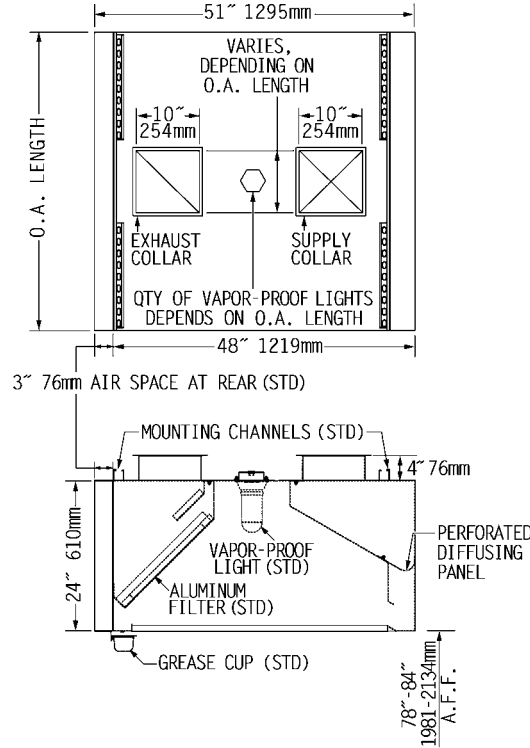 51˝ 1295mm
VARIES,
DEPENDING ON
O.A. LENGTH
10˝
254mm
10˝
254mm
O.A. LENGTH
EXHAUST
COLLAR
SUPPLY
COLLAR
QTY OF VAPOR-PROOF LIGHTS
DEPENDS ON O.A. LENGTH
48˝ 1219mm
3˝ 76mm AIR SPACE AT REAR (STD)
MOUNTING CHANNELS (STD)
4˝ 76mm
24˝ 610mm
VAPOR-PROOF
LIGHT (STD)
PERFORATED
DIFFUSING
PANEL
ALUMINUM
FILTER (STD)
GREASE CUP (STD)
78˝-84˝
1981-2134mm
A.F.F.